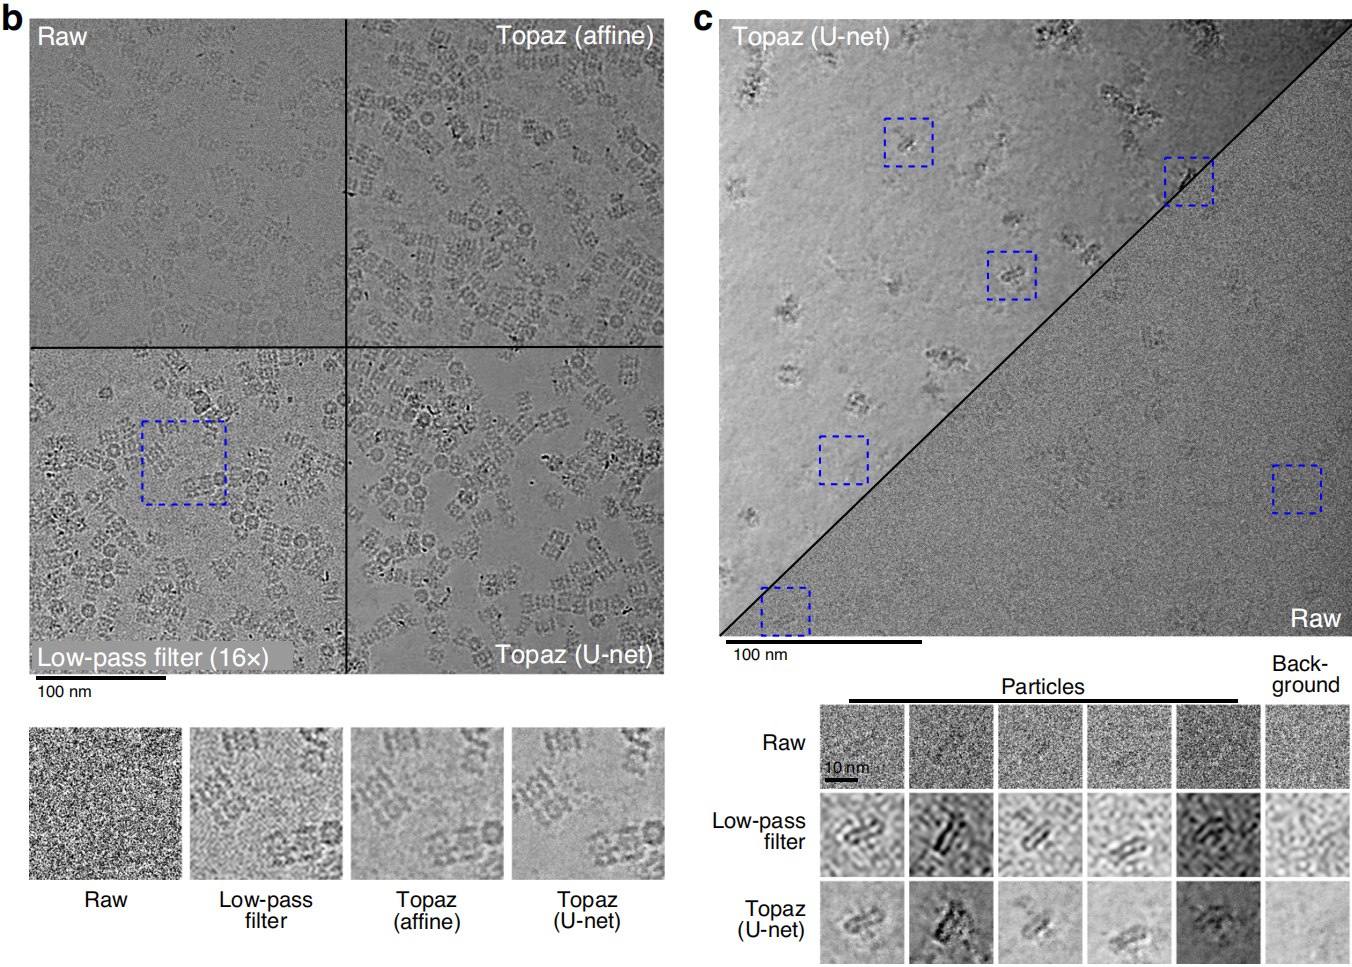 b
Raw
Topaz (affine)
Low-pass filter (16×)
Topaz (U-net)
100 nm
Raw
Low-pass
filter
Topaz
(affine)
Topaz
(U-net)
c
Topaz (U-net)
Raw
100 nm
Particles
Back-
ground
Raw
10 nm
Low-pass
filter
Topaz
(U-net)